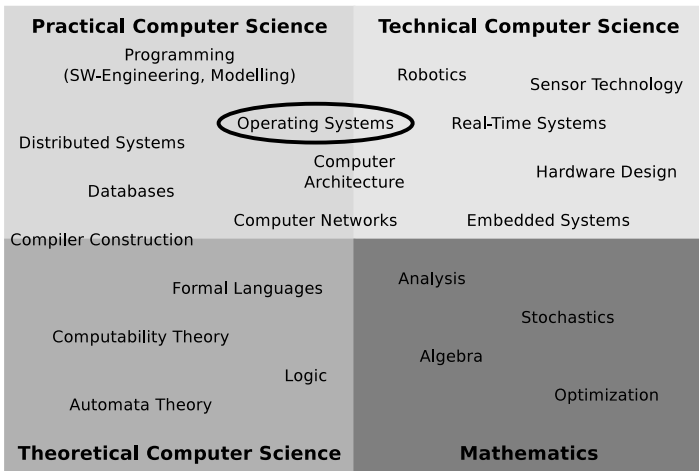 Practical Computer Science
Technical Computer Science
Programming
(SW-Engineering, Modelling)
Robotics
Sensor Technology
Operating Systems
Real-Time Systems
Distributed Systems
Computer
Architecture
Hardware Design
Databases
Computer Networks
Embedded Systems
Compiler Construction
Formal Languages
Analysis
Stochastics
Computability Theory
Algebra
Logic
Optimization
Automata Theory
Theoretical Computer Science
Mathematics